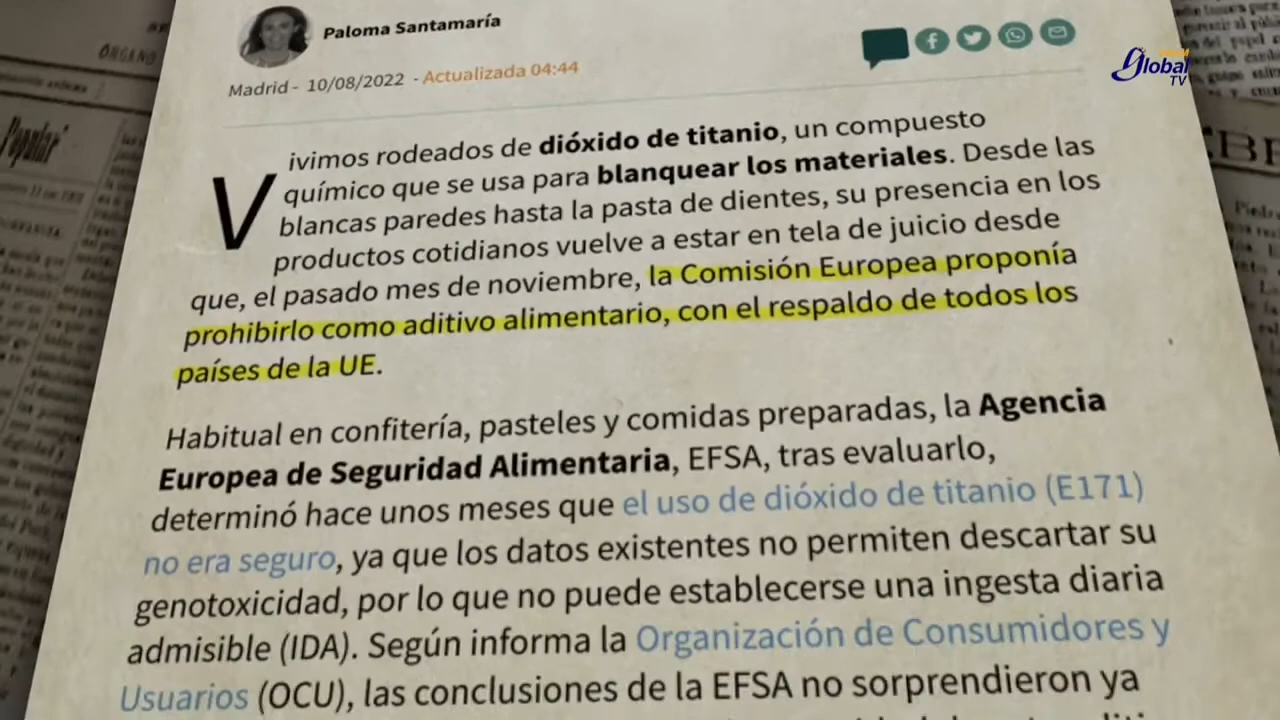 Paloma Santamaría
Madrid - 10/08/2022 - Actualizada 04:44
Global
TV
Vivimos rodeados de dióxido de titanio, un compuesto
químico que se usa para blanquear los materiales. Desde las
blancas paredes hasta la pasta de dientes, su presencia en los
productos cotidianos vuelve a estar en tela de juicio desde
que, el pasado mes de noviembre, la Comisión Europea proponía
prohibirlo como aditivo alimentario, con el respaldo de todos los
países de la UE.
Habitual en confitería, pasteles y comidas preparadas, la Agencia
Europea de Seguridad Alimentaria, EFSA, tras evaluarlo,
determinó hace unos meses que el uso de dióxido de titanio (E171)
no era seguro, ya que los datos existentes no permiten descartar su
genotoxicidad, por lo que no puede establecerse una ingesta diaria
admisible (IDA). Según informa la Organización de Consumidores y
Usuarios (OCU), las conclusiones de la EFSA no sorprendieron ya
ÓRGANO
Popular